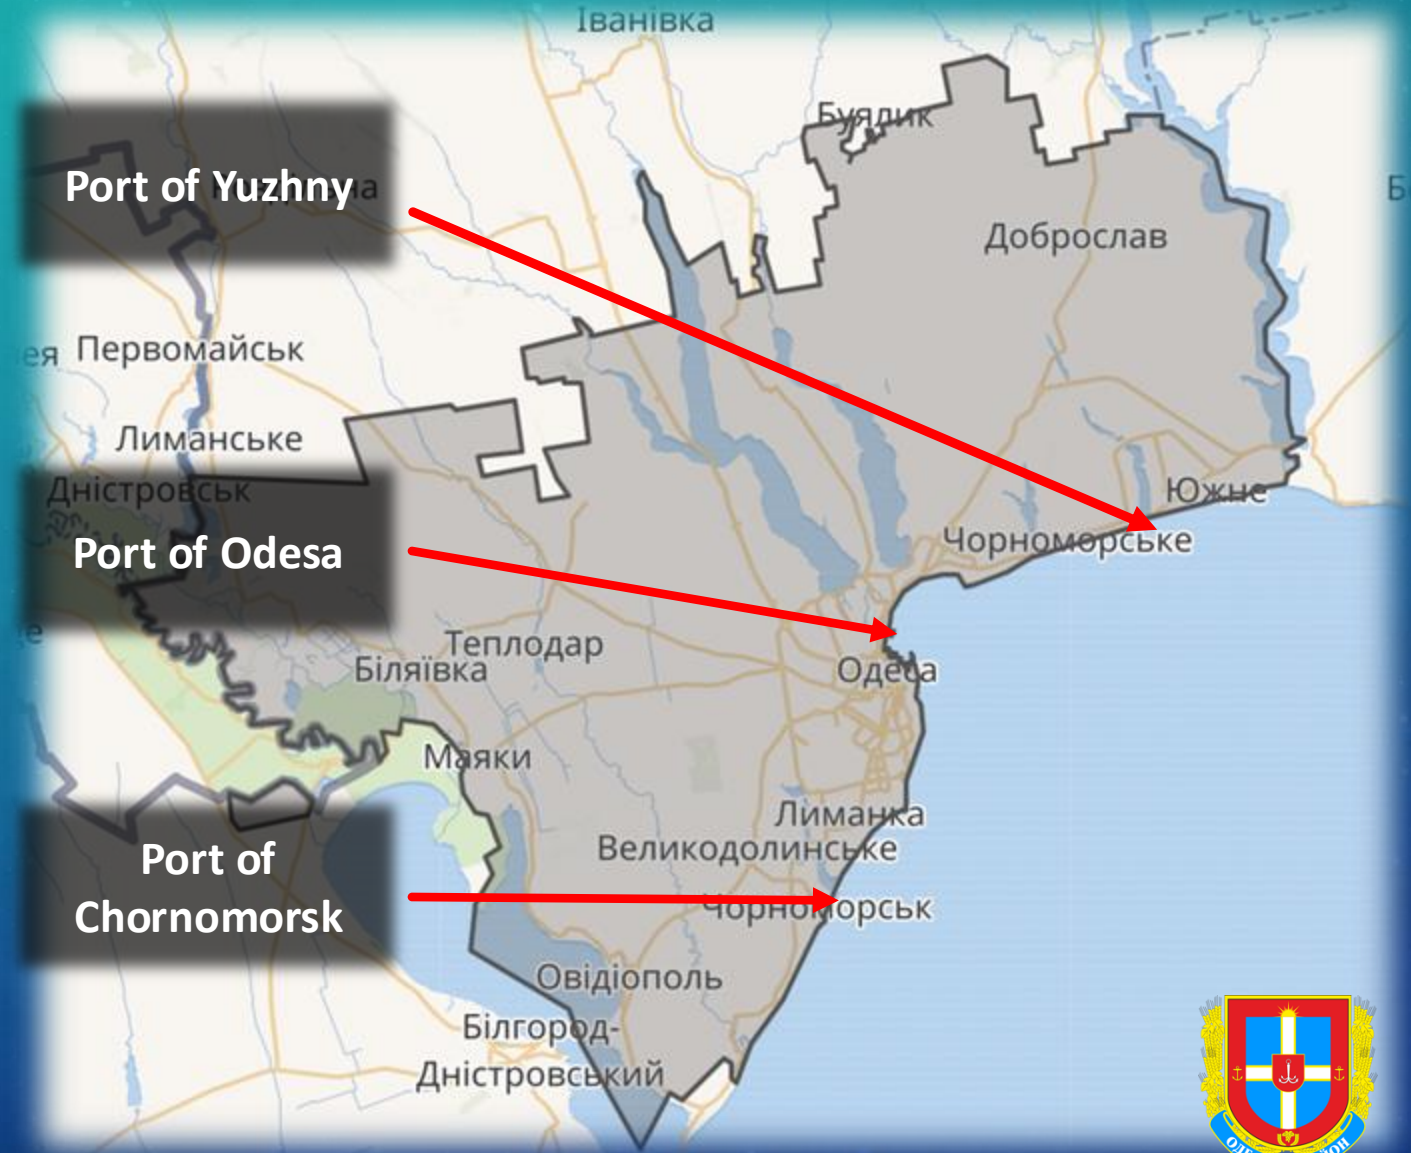 Іванівка
Буялик
Port of Yuzhny
Доброслав
Первомайськ
Лиманське
Дністровськ
Южне
Чорноморське
Port of Odesa
Теплодар
Біляївка
Одеса
Маяки
Лиманка
Великодолинське
Port of
Chornomorsk
Чорноморськ
Овідіополь
Білгород-
Дністровський